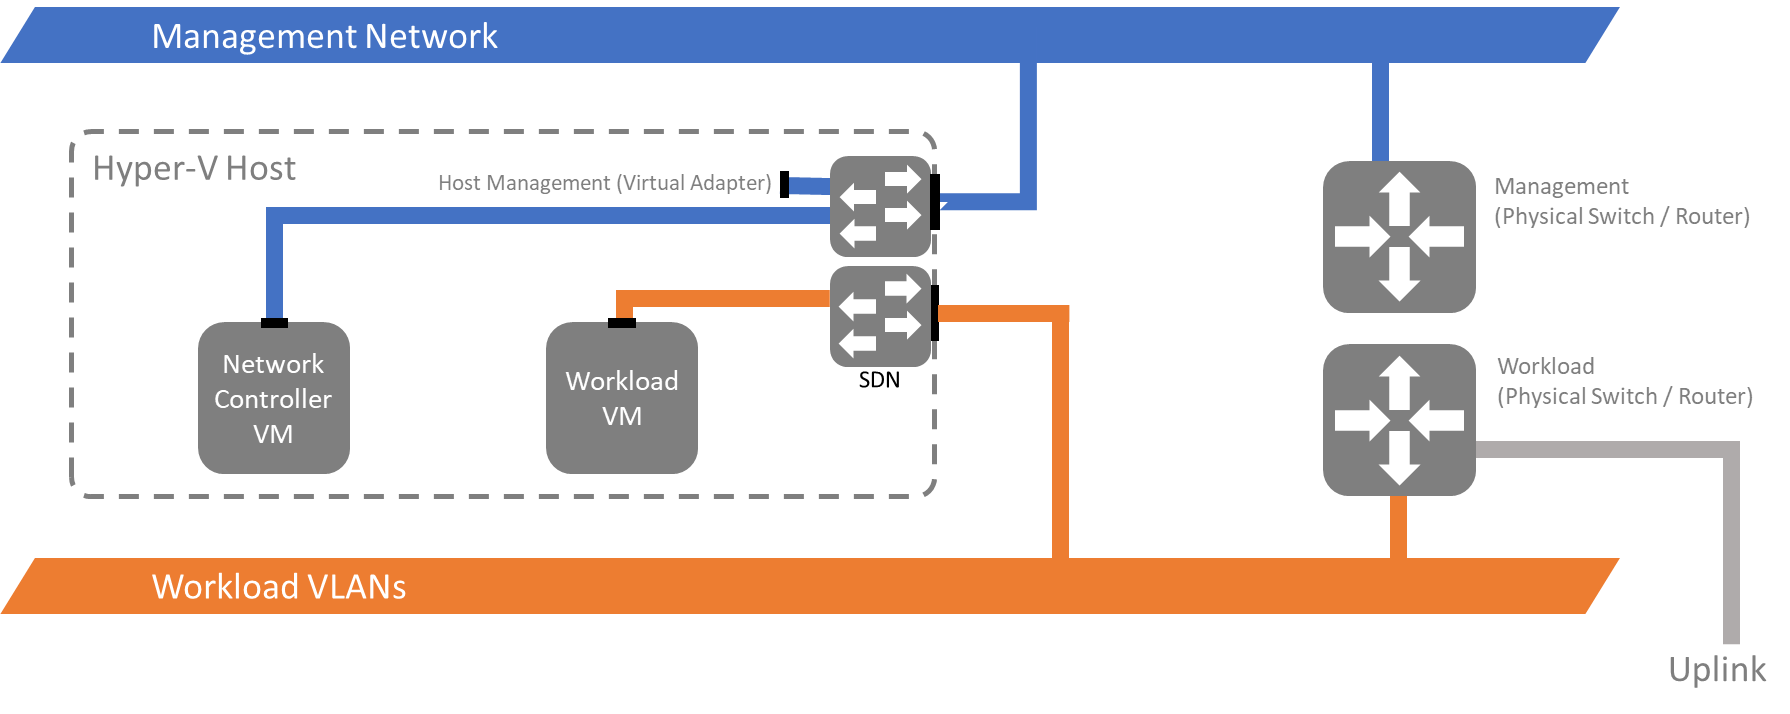 Management Network
Hyper-V Host
Host Management (Virtual Adapter)
Management
(Physical Switch / Router)
Network
Controller
VM
Workload
VM
SDN
Workload
(Physical Switch / Router)
Workload VLANs
Uplink